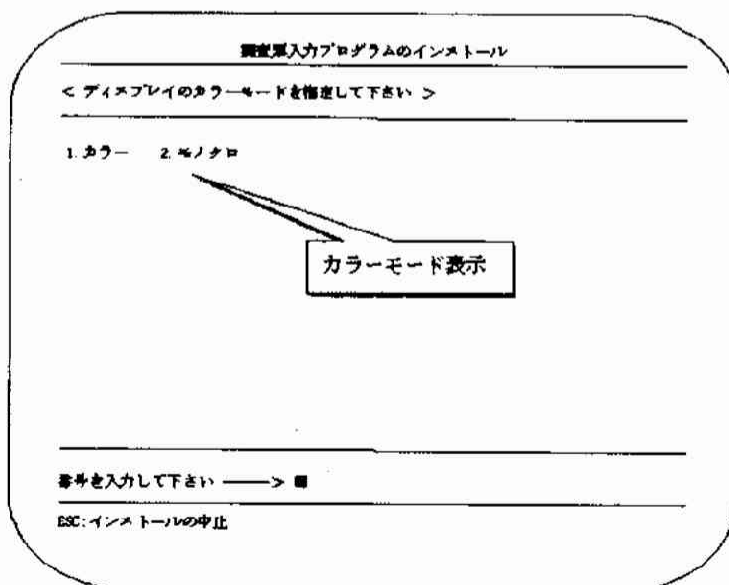 調査票入力プログラムのインストール
< ディスプレイのカラーモードを指定して下さい >
1. カラー　2. モノクロ
カラーモード表示
番号を入力して下さい ───> ■
ESC:インストールの中止